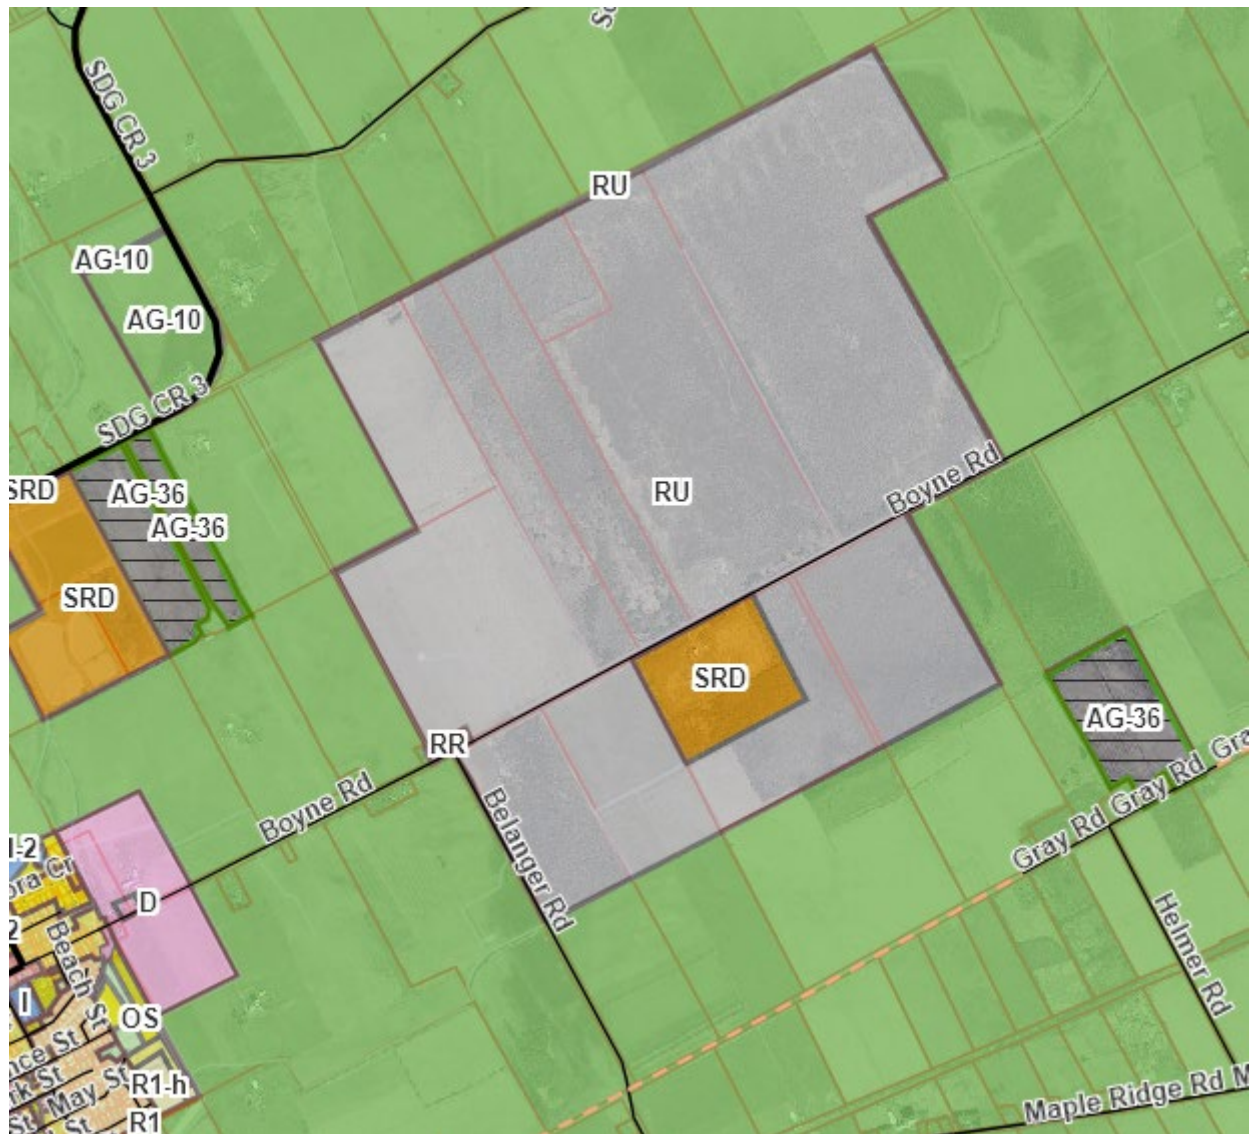 SDG CR 3
RU
AG-10
AG-10
SDG CR 3
Boyne Rd
SRD
AG-36
RU
AG-36
SRD
SRD
AG-36
RR
Gray Rd
Gray Rd
Boyne Rd
Belanger Rd
D
Helmer Rd
Beach St
I
OS
May St
R1-h
Maple Ridge Rd
R1